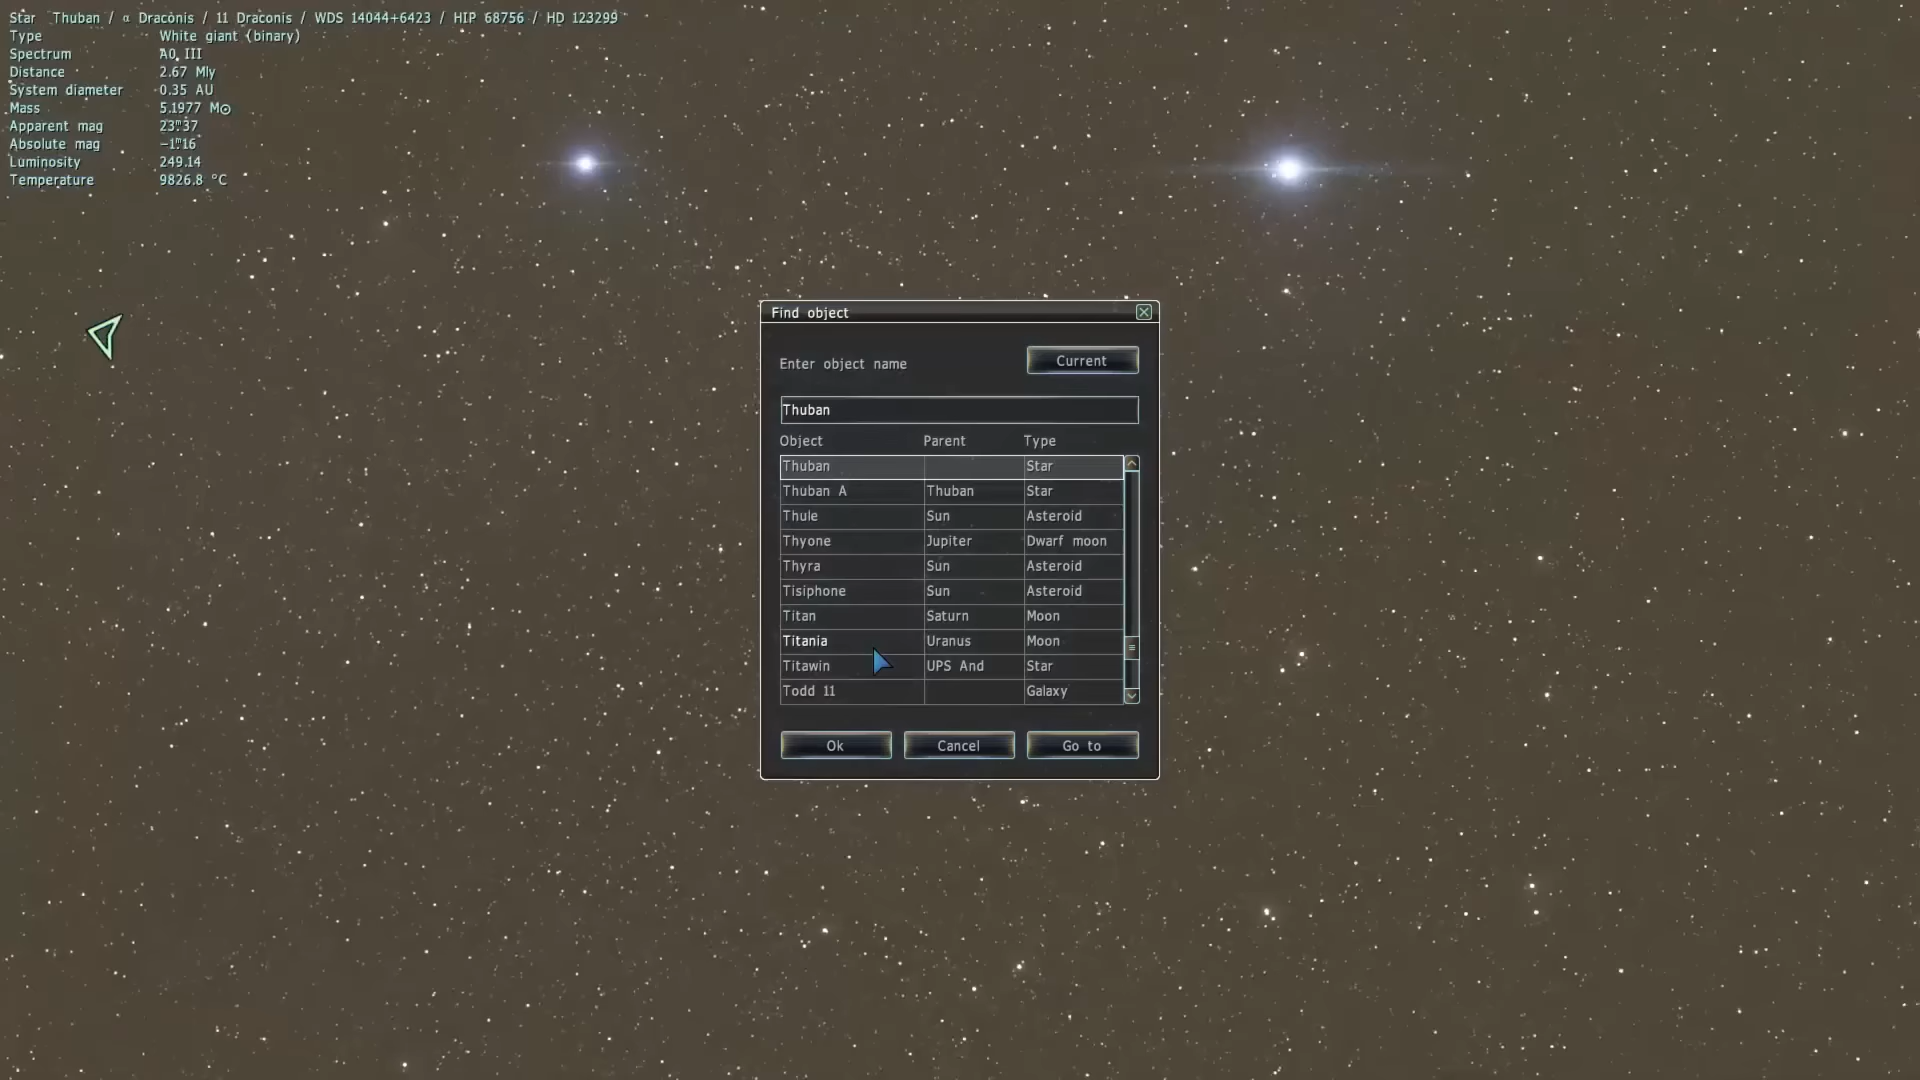 Star Thuban / α Draconis / 11 Draconis / WDS 14044+6423 / HIP 68756 / HD 123299
Type White giant (binary)
Spectrum A0 III
Distance 2.67 Mly
System diameter 0.35 AU
Mass 5.1977 M☉
Apparent mag 23ᵐ37
Absolute mag −1ᵐ16
Luminosity 249.14
Temperature 9826.8 °C
Find object
Enter object name Current
Thuban
Object Parent Type
Thuban Star
Thuban A Thuban Star
Thule Sun Asteroid
Thyone Jupiter Dwarf moon
Thyra Sun Asteroid
Tisiphone Sun Asteroid
Titan Saturn Moon
Titania Uranus Moon
Titawin UPS And Star
Todd 11 Galaxy
Ok Cancel Go to